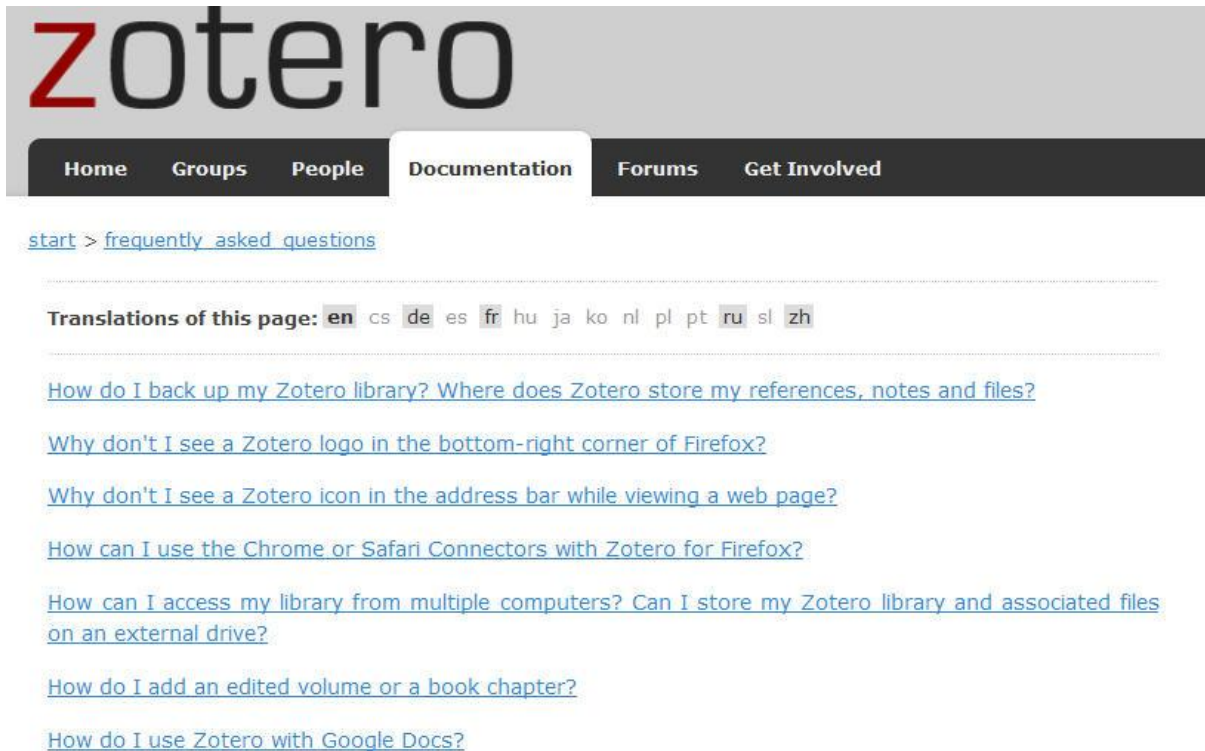 zotero
Home Groups People Documentation Forums Get Involved
start > frequently_asked_questions
Translations of this page: en cs de es fr hu ja ko nl pl pt ru sl zh
How do I back up my Zotero library? Where does Zotero store my references, notes and files?
Why don't I see a Zotero logo in the bottom-right corner of Firefox?
Why don't I see a Zotero icon in the address bar while viewing a web page?
How can I use the Chrome or Safari Connectors with Zotero for Firefox?
How can I access my library from multiple computers? Can I store my Zotero library and associated files
on an external drive?
How do I add an edited volume or a book chapter?
How do I use Zotero with Google Docs?